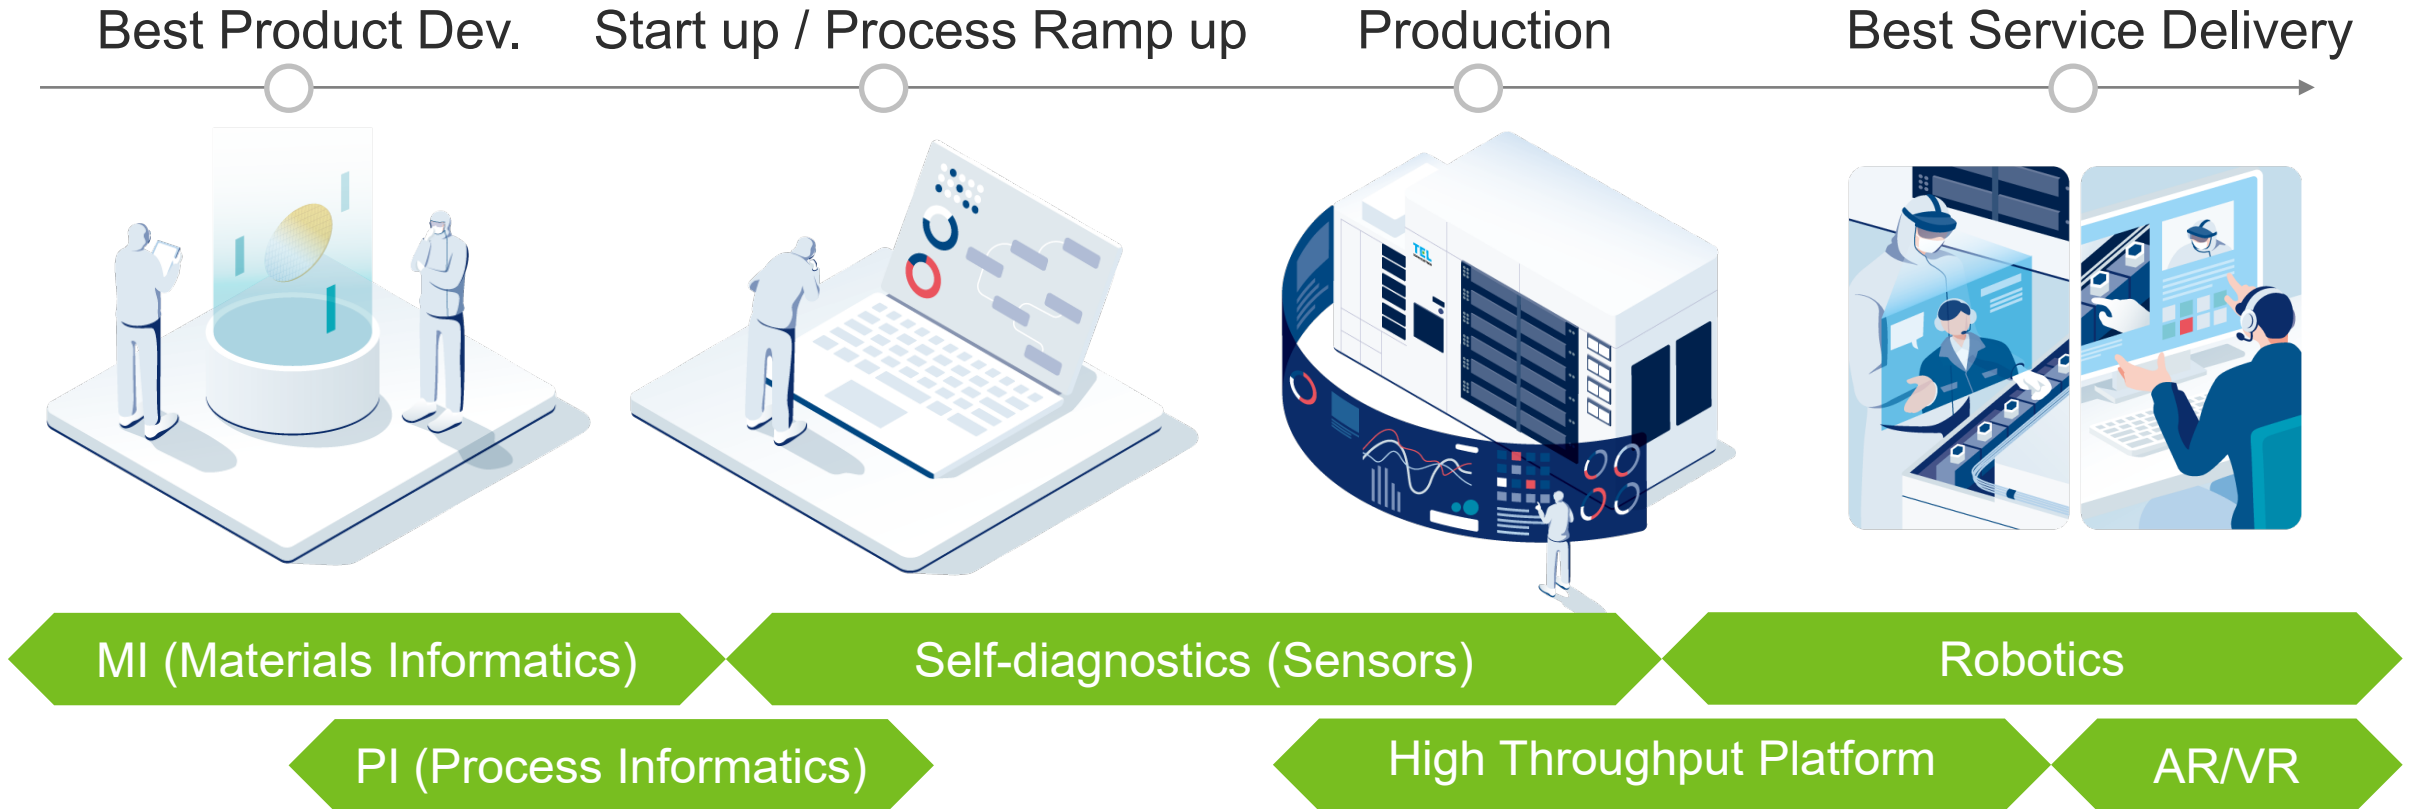 Best Product Dev.
Start up / Process Ramp up
Production
Best Service Delivery
TEL
MI (Materials Informatics)
Self-diagnostics (Sensors)
Robotics
PI (Process Informatics)
High Throughput Platform
AR/VR